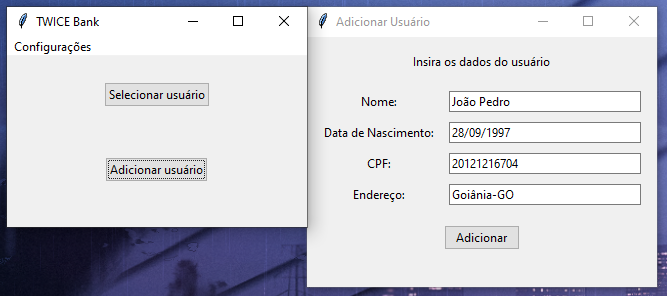 TWICE Bank
Configurações
Selecionar usuário
Adicionar usuário
Adicionar Usuário
Insira os dados do usuário
Nome: João Pedro
Data de Nascimento: 28/09/1997
CPF: 20121216704
Endereço: Goiânia-GO
Adicionar